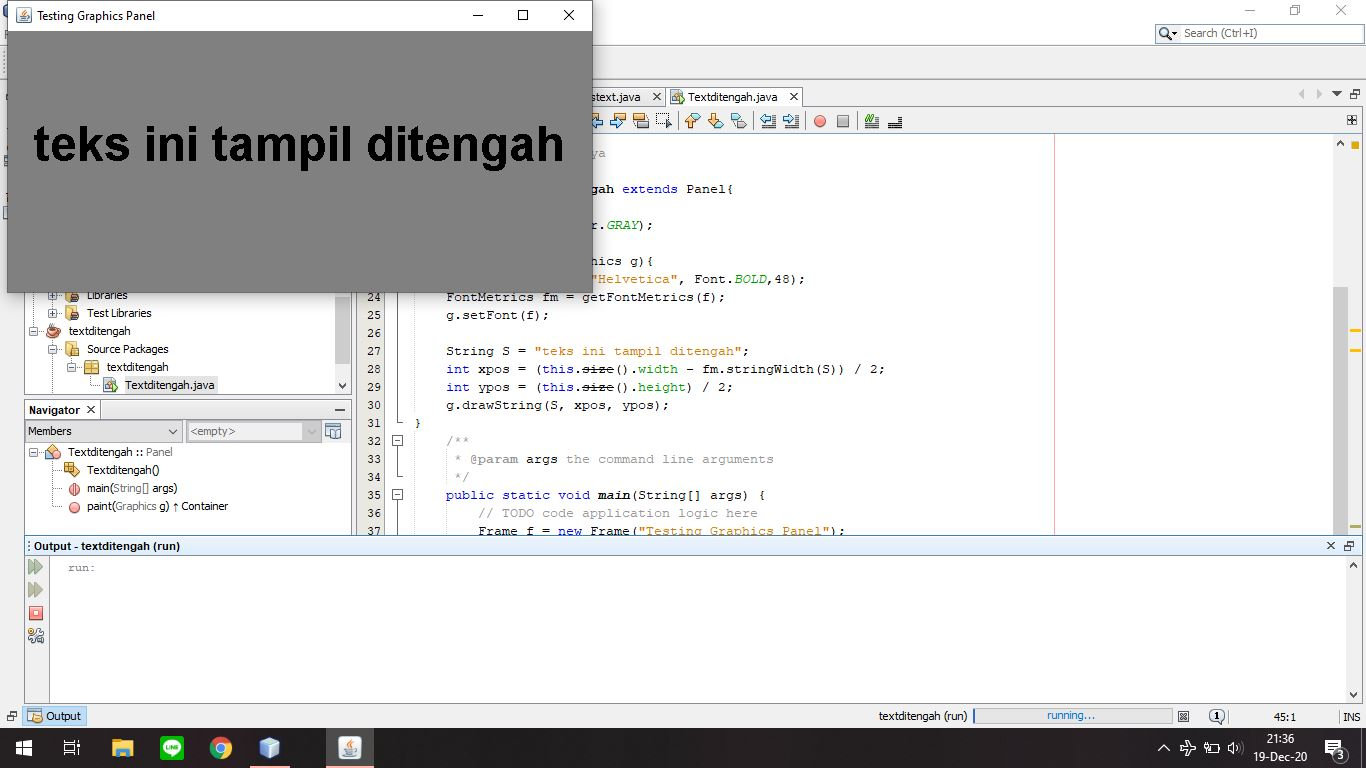 Testing Graphics Panel
teks ini tampil ditengah
Search (Ctrl+I)
stext.java
Textditengah.java
ya
gah extends Panel{
r.GRAY);
hics g){
"Helvetica", Font.BOLD,48);
24 FontMetrics fm = getFontMetrics(f);
25 g.setFont(f);
26
27 String S = "teks ini tampil ditengah";
28 int xpos = (this.size().width - fm.stringWidth(S)) / 2;
29 int ypos = (this.size().height) / 2;
30 g.drawString(S, xpos, ypos);
31 }
32 /**
33 * @param args the command line arguments
34 */
35 public static void main(String[] args) {
36 // TODO code application logic here
37 Frame f = new Frame("Testing Graphics Panel");
Libraries
Test Libraries
textditengah
Source Packages
textditengah
Textditengah.java
Navigator
Members
<empty>
Textditengah :: Panel
Textditengah()
main(String[] args)
paint(Graphics g) ↑ Container
Output - textditengah (run)
run:
Output
textditengah (run)
running...
1
45:1
INS
LINE
21:36
19-Dec-20
3